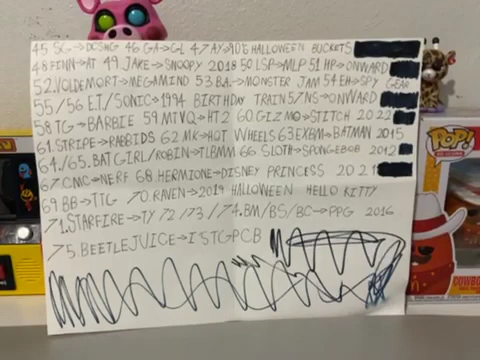 45 SG→DCSHG 46 GA→GL 47 AY→90'S HALLOWEEN BUCKETS
48 FINN→AT 49 JAKE→SNOOPY 2018 50 LSP→MLP 51 HP→ONWARD
52. VOLDEMORT→MEGAMIND 53 B.A.→MONSTER JAM 54 EH→SPY GEAR
55/56 E.T./SONIC→1994 BIRTHDAY TRAIN 57 NS→ONWARD
58 TG→BARBIE 59 MTVQ→HT2 60 GIZMO→STITCH 2022
61. STRIPE→RABBIDS 62 MK→HOT WHEELS 63 EXBM→BATMAN 2015
64./65. BATGIRL/ROBIN→TLBMM 66 SLOTH→SPONGEBOB 2012
67. CMC→NERF 68 HERMIONE→DISNEY PRINCESS 2021
69 BB→TTG 70. RAVEN→2019 HALLOWEEN HELLO KITTY
71. STARFIRE→TY 72/73/74. BM/BS/BC→PPG 2016
75. BEETLEJUICE→I'STGPCB
POP!
COWBO